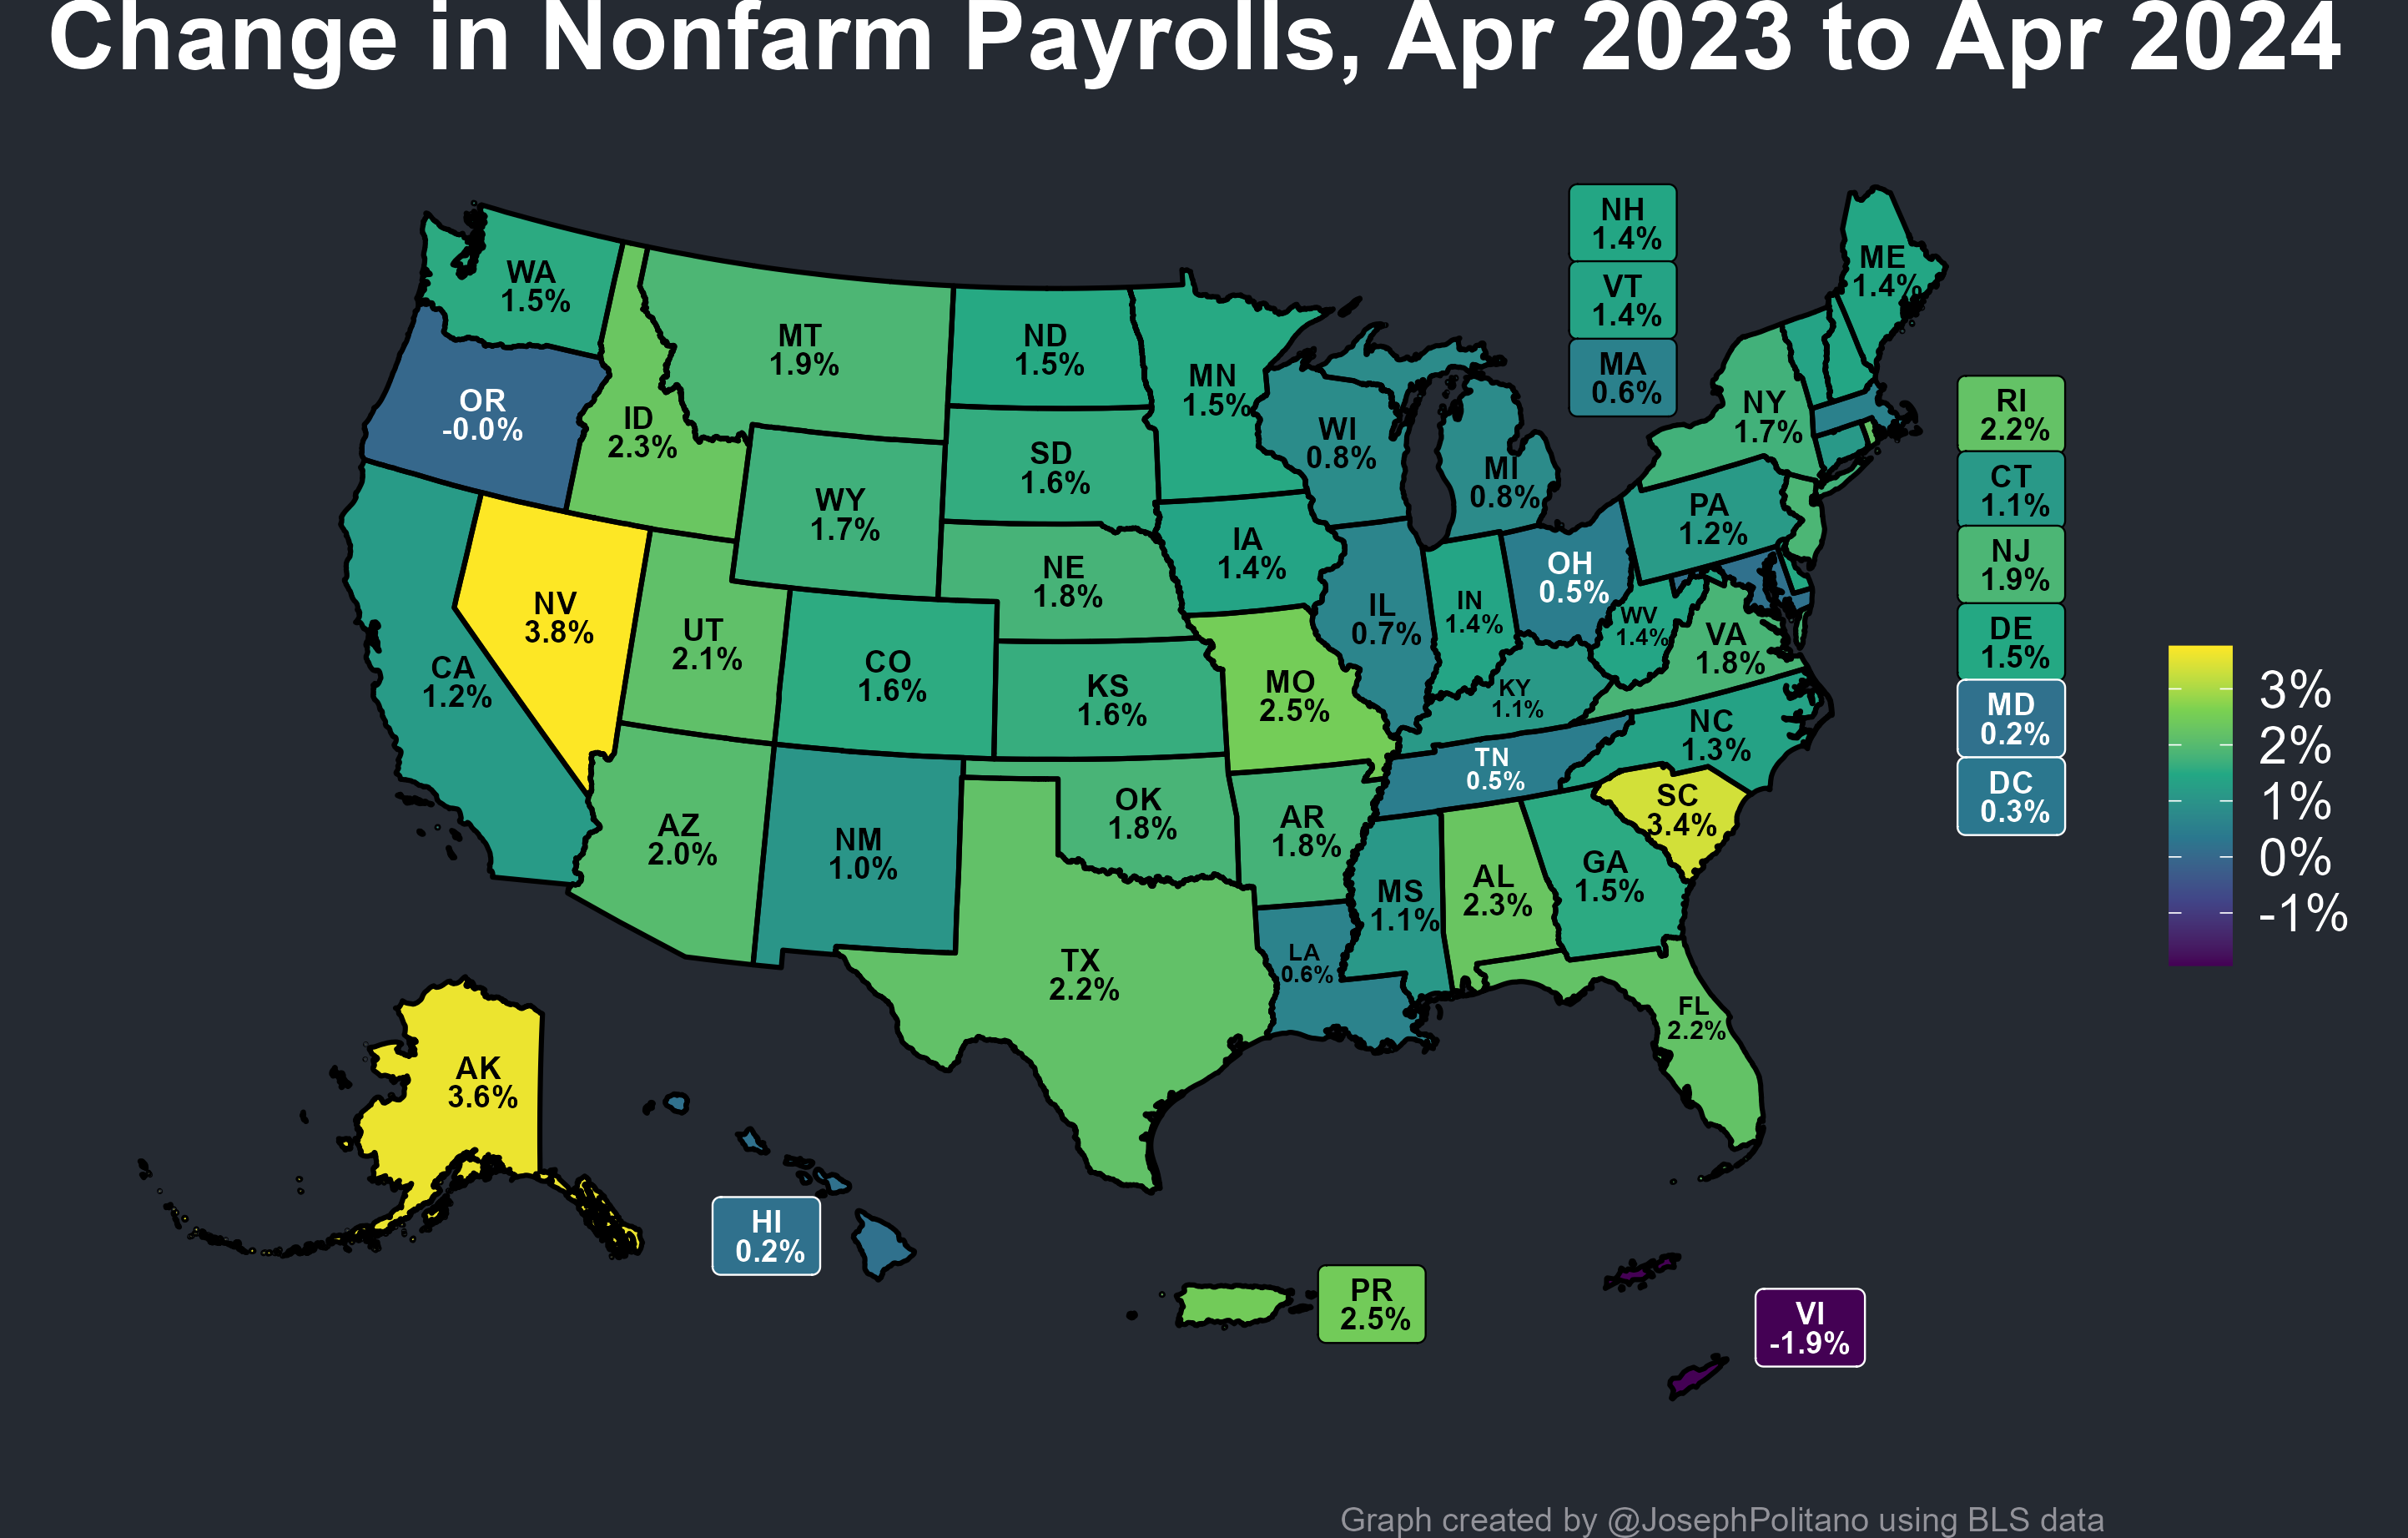 Change in Nonfarm Payrolls, Apr 2023 to Apr 2024
NH
1.4%
VT
1.4%
MA
0.6%
ME
1.4%
WA
1.5%
MT
1.9%
ND
1.5%
MN
1.5%
OR
-0.0%
ID
2.3%
WI
0.8%
MI
0.8%
NY
1.7%
RI
2.2%
SD
1.6%
WY
1.7%
PA
1.2%
CT
1.1%
IA
1.4%
NE
1.8%
OH
0.5%
NJ
1.9%
NV
3.8%
UT
2.1%
IL
0.7%
IN
1.4%
WV
1.4%
VA
1.8%
DE
1.5%
CA
1.2%
CO
1.6%
KS
1.6%
MO
2.5%
KY
1.1%
NC
1.3%
MD
0.2%
TN
0.5%
DC
0.3%
AZ
2.0%
NM
1.0%
OK
1.8%
AR
1.8%
SC
3.4%
MS
1.1%
AL
2.3%
GA
1.5%
TX
2.2%
LA
0.6%
FL
2.2%
3%
2%
1%
0%
-1%
AK
3.6%
HI
0.2%
PR
2.5%
VI
-1.9%
Graph created by @JosephPolitano using BLS data